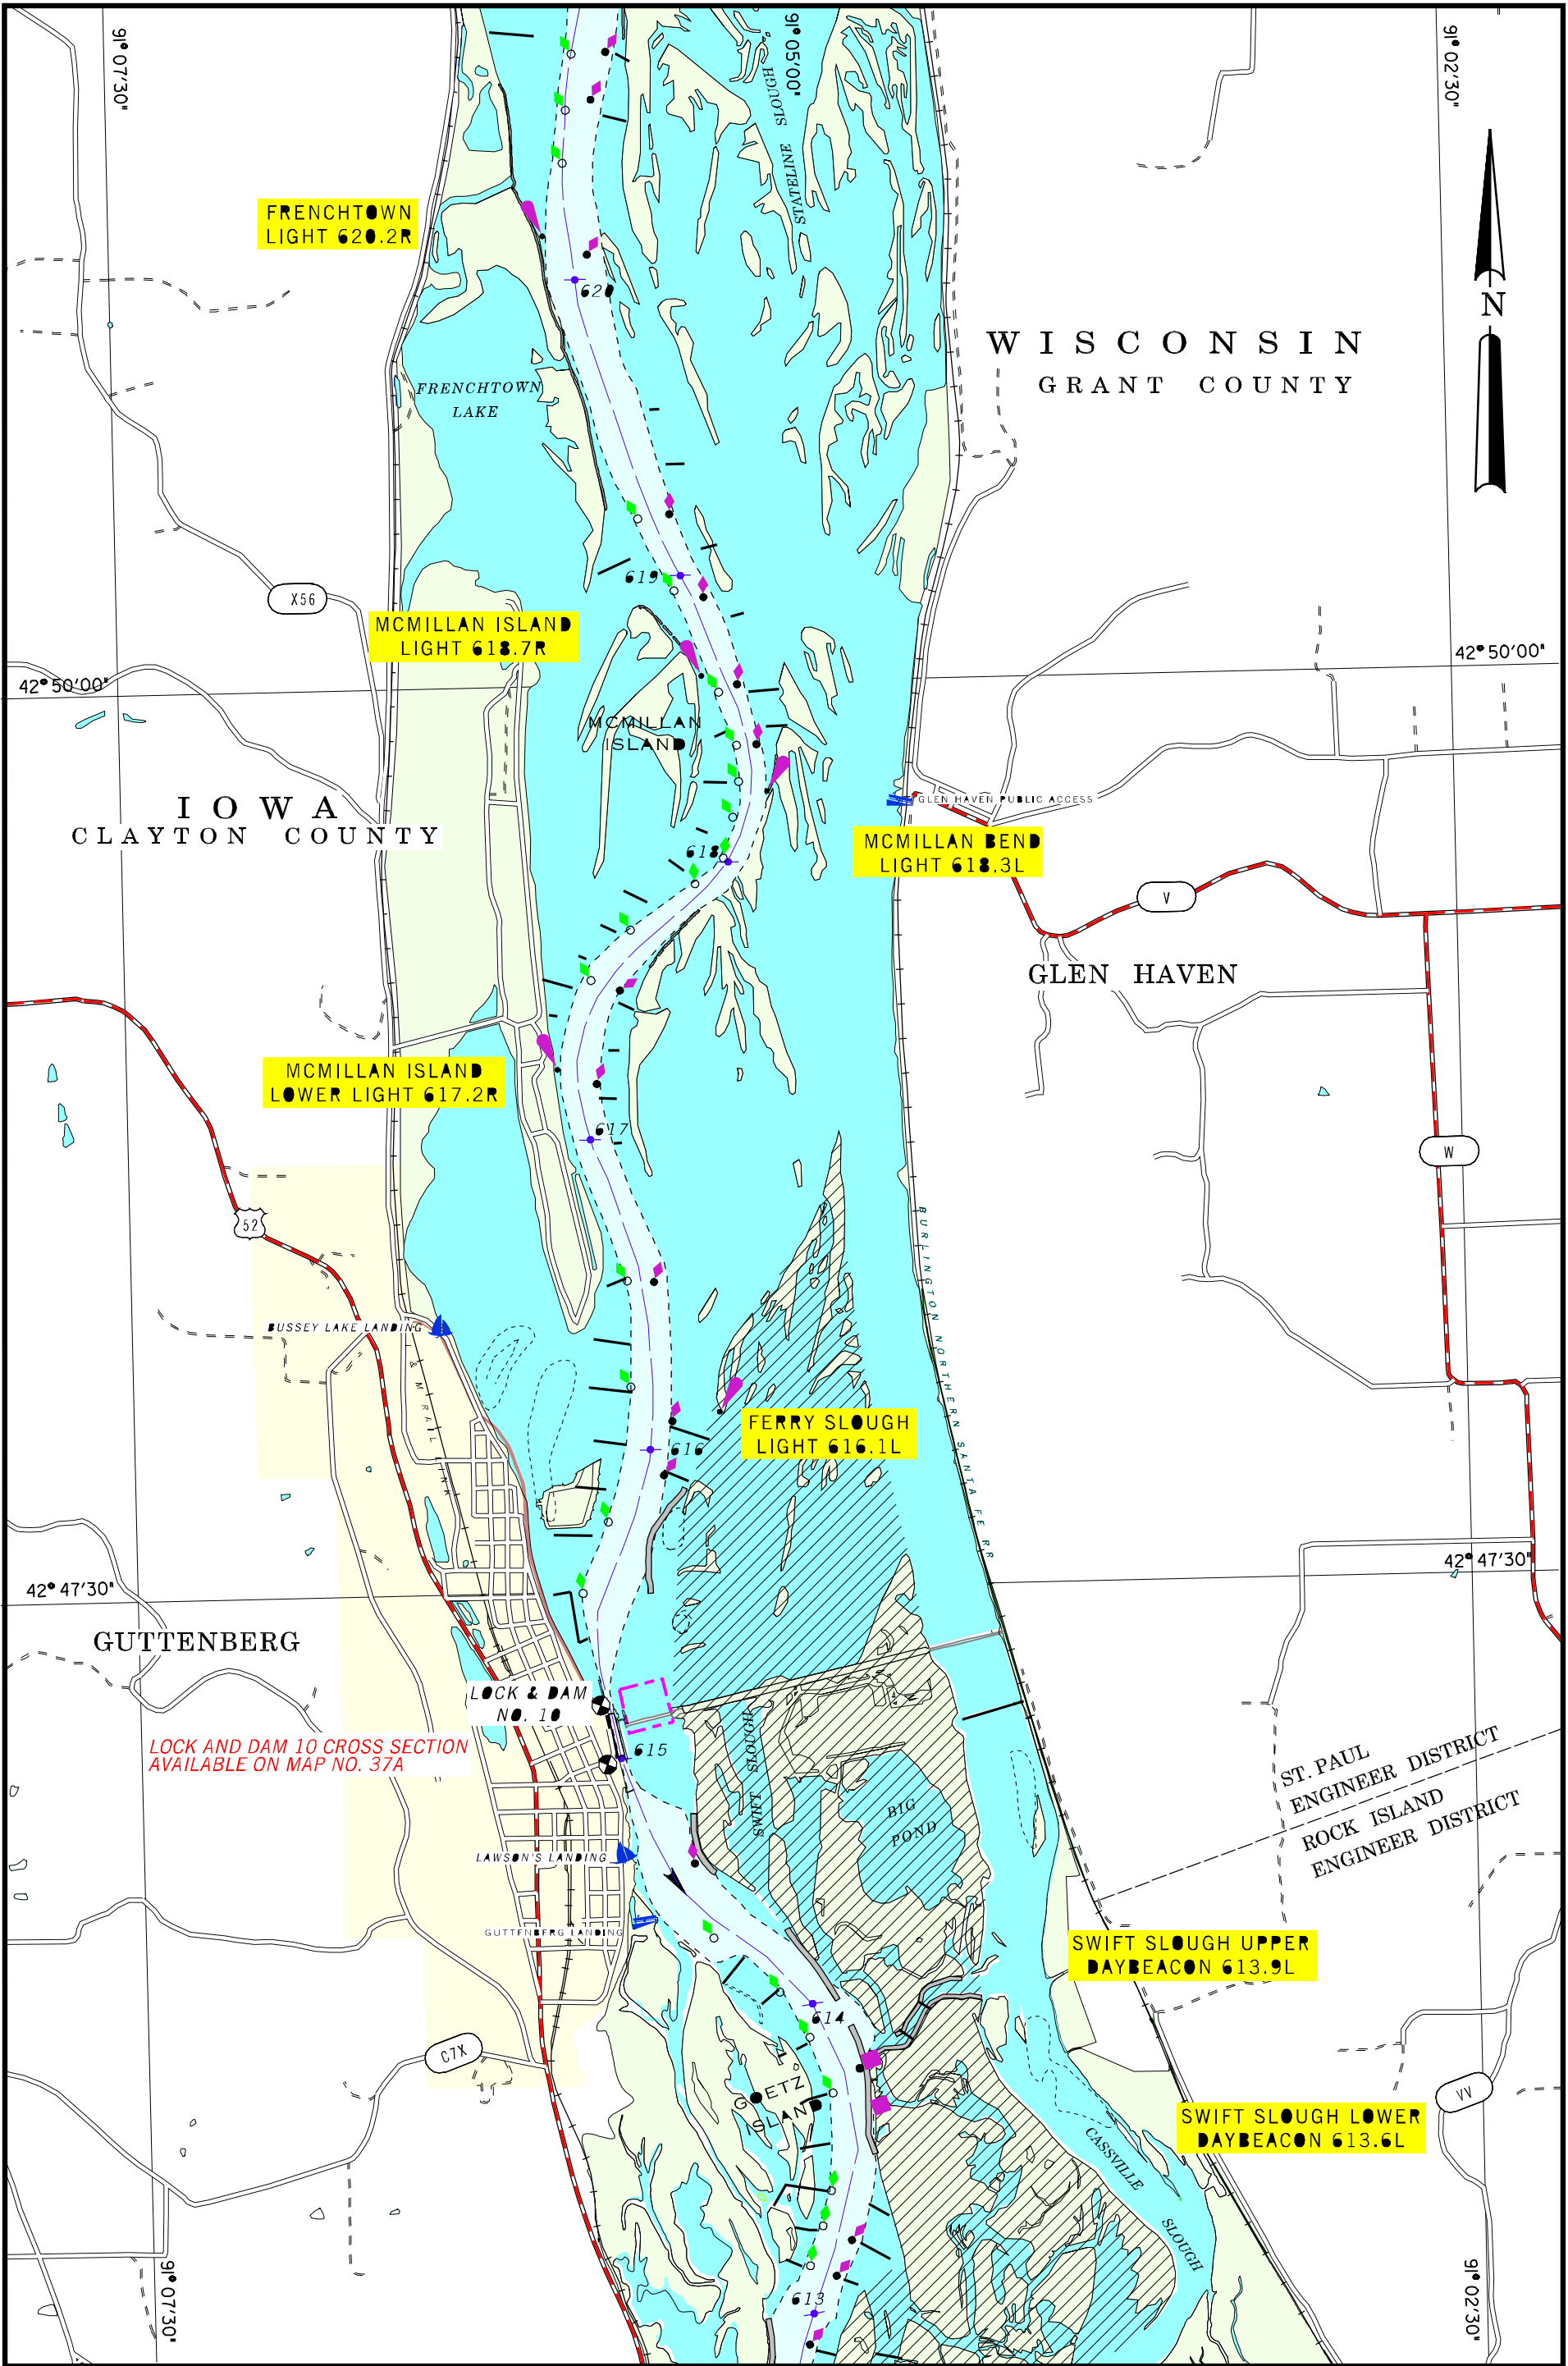 91° 07'30"
91° 05'00"
91° 02'30"
STATELINE SLOUGH
FRENCHTOWN
LIGHT 620.2R
620
N
WISCONSIN
GRANT COUNTY
FRENCHTOWN
LAKE
619
X56
MCMILLAN ISLAND
LIGHT 618.7R
42° 50'00"
42° 50'00"
MCMILLAN
ISLAND
IOWA
CLAYTON COUNTY
GLEN HAVEN PUBLIC ACCESS
MCMILLAN BEND
LIGHT 618.3L
618
V
GLEN HAVEN
MCMILLAN ISLAND
LOWER LIGHT 617.2R
617
W
52
BURLINGTON NORTHERN SANTA FE RR
BUSSEY LAKE LANDING
& M RAIL LINK
FERRY SLOUGH
LIGHT 616.1L
616
42° 47'30"
42° 47'30"
GUTTENBERG
LOCK & DAM
NO. 10
LOCK AND DAM 10 CROSS SECTION
AVAILABLE ON MAP NO. 37A
615
SWIFT SLOUGH
BIG
POND
ST. PAUL
ENGINEER DISTRICT
ROCK ISLAND
ENGINEER DISTRICT
LAWSON'S LANDING
GUTTENBERG LANDING
SWIFT SLOUGH UPPER
DAYBEACON 613.9L
614
C7X
GOETZ
ISLAND
VV
SWIFT SLOUGH LOWER
DAYBEACON 613.6L
CASSVILLE
SLOUGH
613
91° 07'30"
91° 02'30"